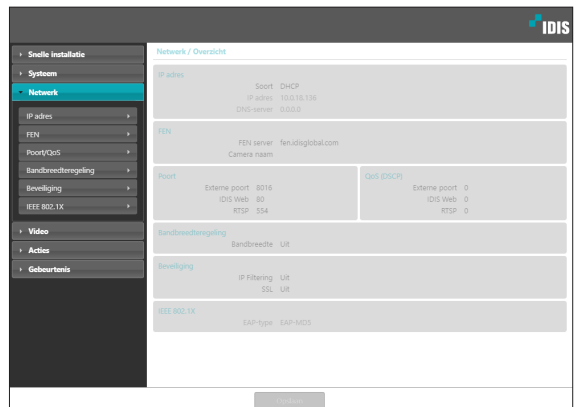 IDIS
Snelle installatie
Systeem
Netwerk
IP adres
FEN
Poort/QoS
Bandbreedteregeling
Beveiliging
IEEE 802.1X
Video
Acties
Gebeurtenis
Netwerk / Overzicht
IP adres
Soort DHCP
IP adres 10.0.16.136
DNS-server 0.0.0.0
FEN
FEN server fen.idisglobal.com
Camera naam
Poort
Externe poort 8016
IDIS Web 80
RTSP 554
QoS (DSCP)
Externe poort 0
IDIS Web 0
RTSP 0
Bandbreedteregeling
Bandbreedte Uit
Beveiliging
IP Filtering Uit
SSL Uit
IEEE 802.1X
EAP-type EAP-MD5